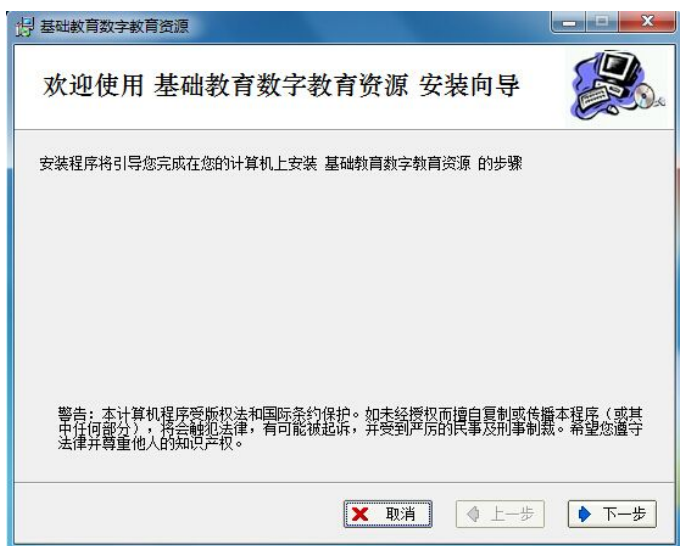 基础教育数字教育资源
欢迎使用 基础教育数字教育资源 安装向导
安装程序将引导您完成在您的计算机上安装 基础教育数字教育资源 的步骤
警告：本计算机程序受版权法和国际条约保护。如未经授权而擅自复制或传播本程序（或其
中任何部分），将会触犯法律，有可能被起诉，并受到严厉的民事及刑事制裁。希望您遵守
法律并尊重他人的知识产权。
取消 上一步 下一步